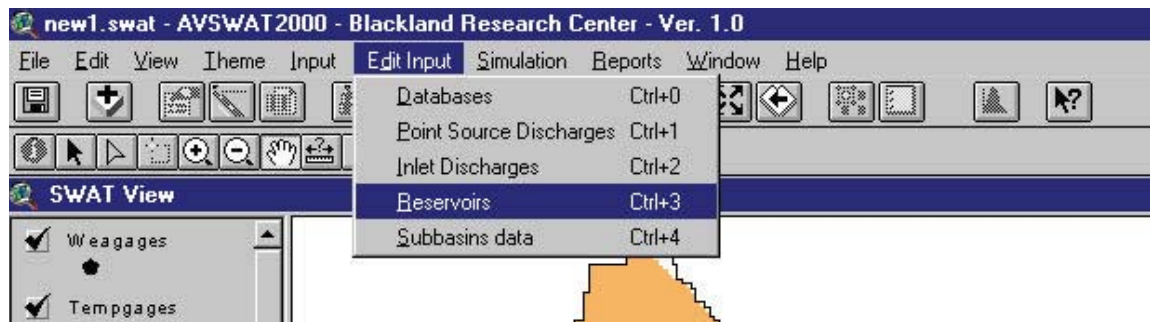 new1.swat - AVSWAT2000 - Blackland Research Center - Ver. 1.0
File Edit View Theme Input Edit Input Simulation Reports Window Help
Databases Ctrl+0
Point Source Discharges Ctrl+1
Inlet Discharges Ctrl+2
SWAT View
Reservoirs Ctrl+3
Subbasins data Ctrl+4
Weagages
Tempgages